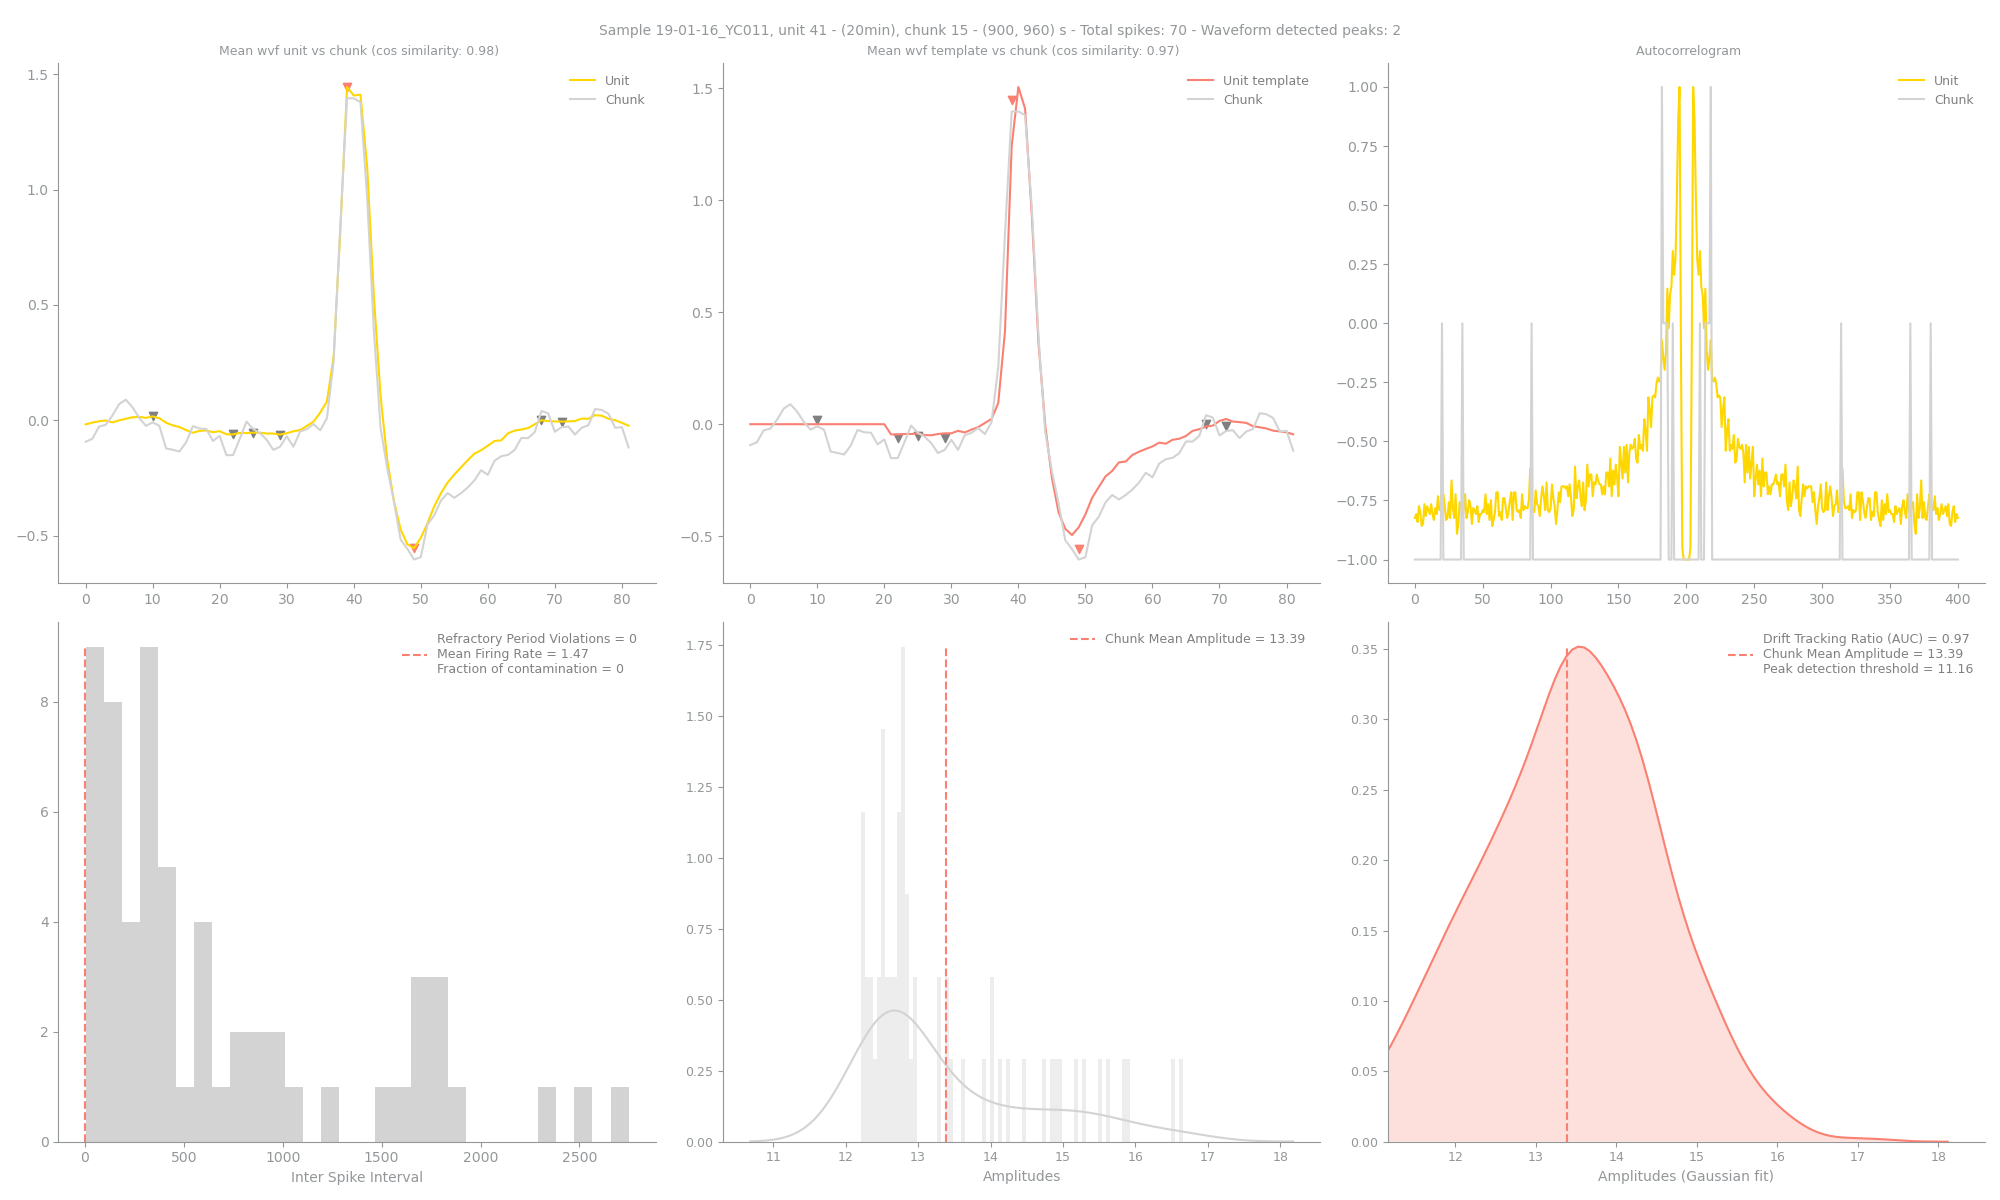 Sample 19-01-16_YC011, unit 41 - (20min), chunk 15 - (900, 960) s - Total spikes: 70 - Waveform detected peaks: 2
Mean wvf unit vs chunk (cos similarity: 0.98)
Unit
Chunk
1.5
1.0
0.5
0.0
−0.5
0 10 20 30 40 50 60 70 80
Mean wvf template vs chunk (cos similarity: 0.97)
Unit template
Chunk
1.5
1.0
0.5
0.0
−0.5
0 10 20 30 40 50 60 70 80
Autocorrelogram
Unit
Chunk
1.00
0.75
0.50
0.25
0.00
−0.25
−0.50
−0.75
−1.00
0 50 100 150 200 250 300 350 400
Refractory Period Violations = 0
Mean Firing Rate = 1.47
Fraction of contamination = 0
8
6
4
2
0
0 500 1000 1500 2000 2500
Inter Spike Interval
Chunk Mean Amplitude = 13.39
1.75
1.50
1.25
1.00
0.75
0.50
0.25
0.00
11 12 13 14 15 16 17 18
Amplitudes
Drift Tracking Ratio (AUC) = 0.97
Chunk Mean Amplitude = 13.39
Peak detection threshold = 11.16
0.35
0.30
0.25
0.20
0.15
0.10
0.05
0.00
12 13 14 15 16 17 18
Amplitudes (Gaussian fit)